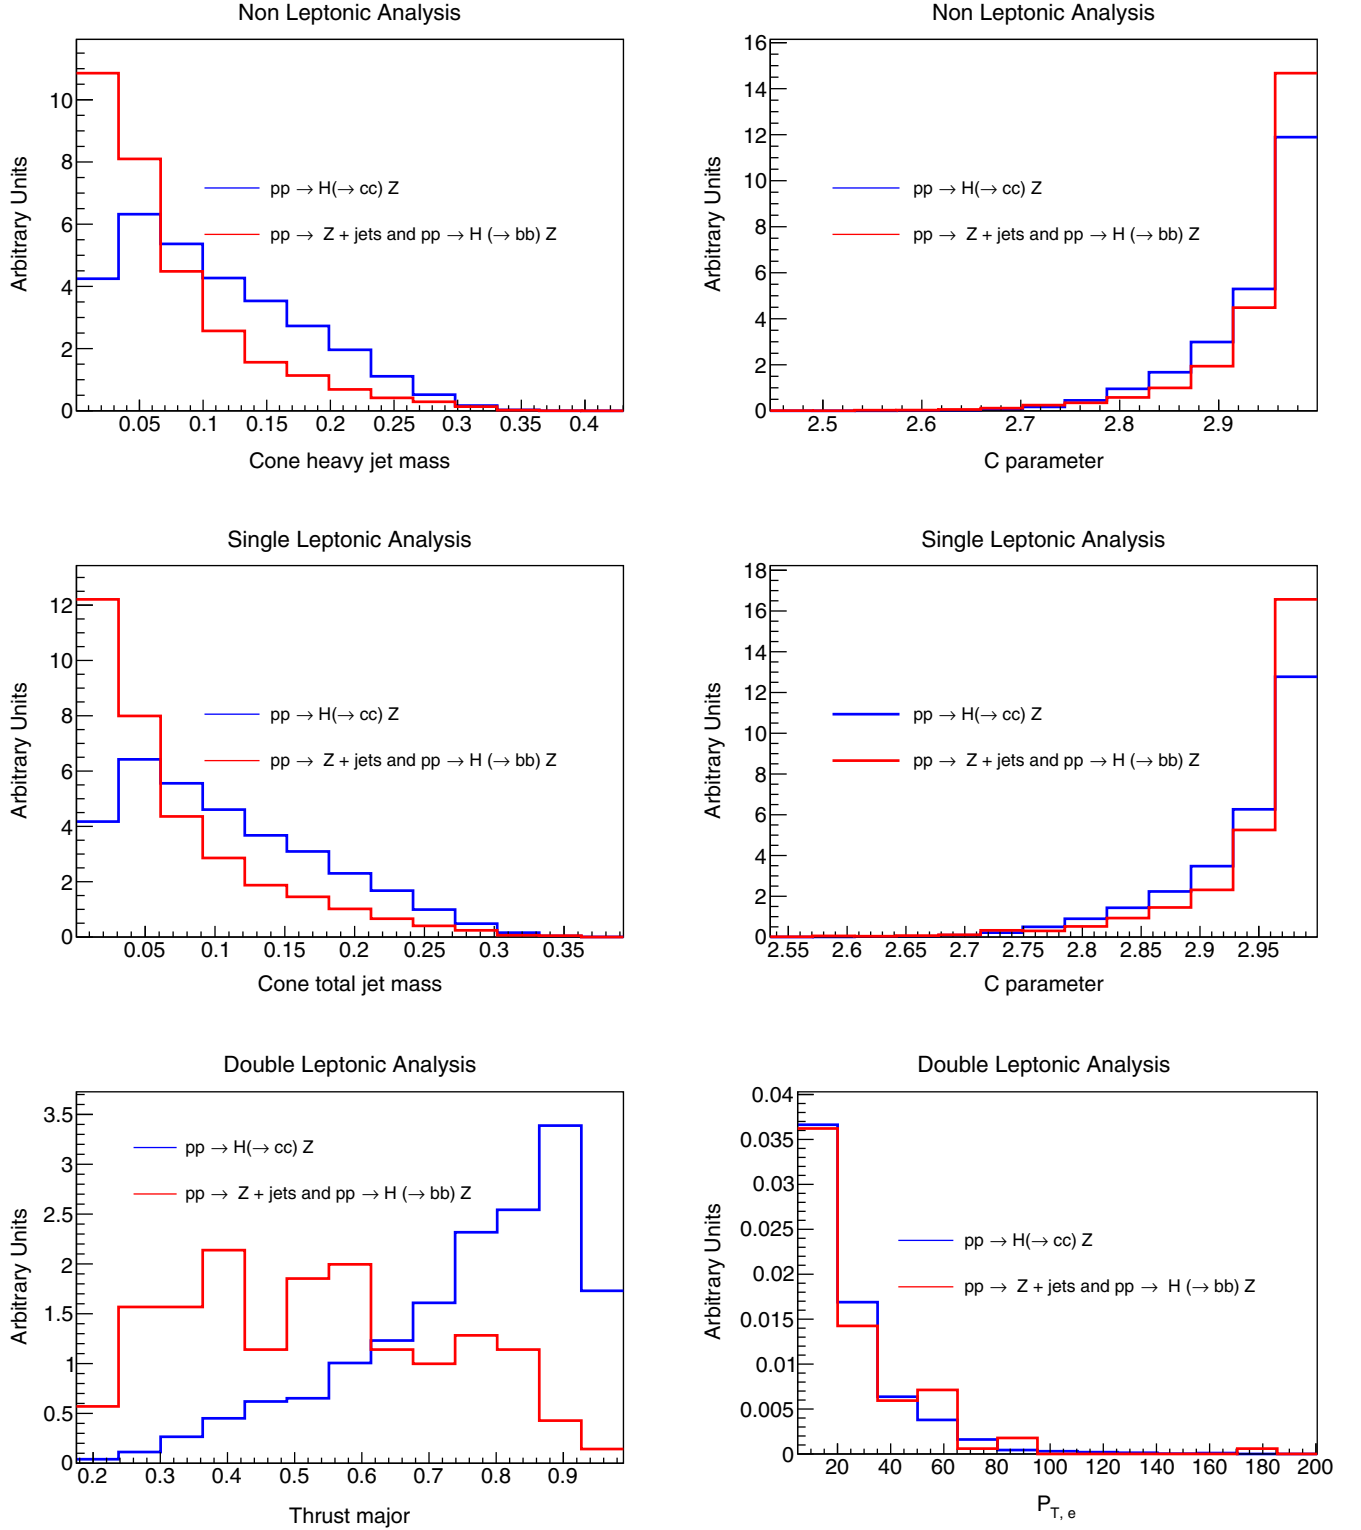 Non Leptonic Analysis
Arbitrary Units
10
8
6
4
2
0
pp → H(→ cc) Z
pp → Z + jets and pp → H (→ bb) Z
0.05 0.1 0.15 0.2 0.25 0.3 0.35 0.4
Cone heavy jet mass
Non Leptonic Analysis
Arbitrary Units
16
14
12
10
8
6
4
2
0
pp → H(→ cc) Z
pp → Z + jets and pp → H (→ bb) Z
2.5 2.6 2.7 2.8 2.9
C parameter
Single Leptonic Analysis
Arbitrary Units
12
10
8
6
4
2
0
pp → H(→ cc) Z
pp → Z + jets and pp → H (→ bb) Z
0.05 0.1 0.15 0.2 0.25 0.3 0.35
Cone total jet mass
Single Leptonic Analysis
Arbitrary Units
18
16
14
12
10
8
6
4
2
0
pp → H(→ cc) Z
pp → Z + jets and pp → H (→ bb) Z
2.55 2.6 2.65 2.7 2.75 2.8 2.85 2.9 2.95
C parameter
Double Leptonic Analysis
Arbitrary Units
3.5
3
2.5
2
1.5
1
0.5
0
pp → H(→ cc) Z
pp → Z + jets and pp → H (→ bb) Z
0.2 0.3 0.4 0.5 0.6 0.7 0.8 0.9
Thrust major
Double Leptonic Analysis
Arbitrary Units
0.04
0.035
0.03
0.025
0.02
0.015
0.01
0.005
0
pp → H(→ cc) Z
pp → Z + jets and pp → H (→ bb) Z
20 40 60 80 100 120 140 160 180 200
P T, e